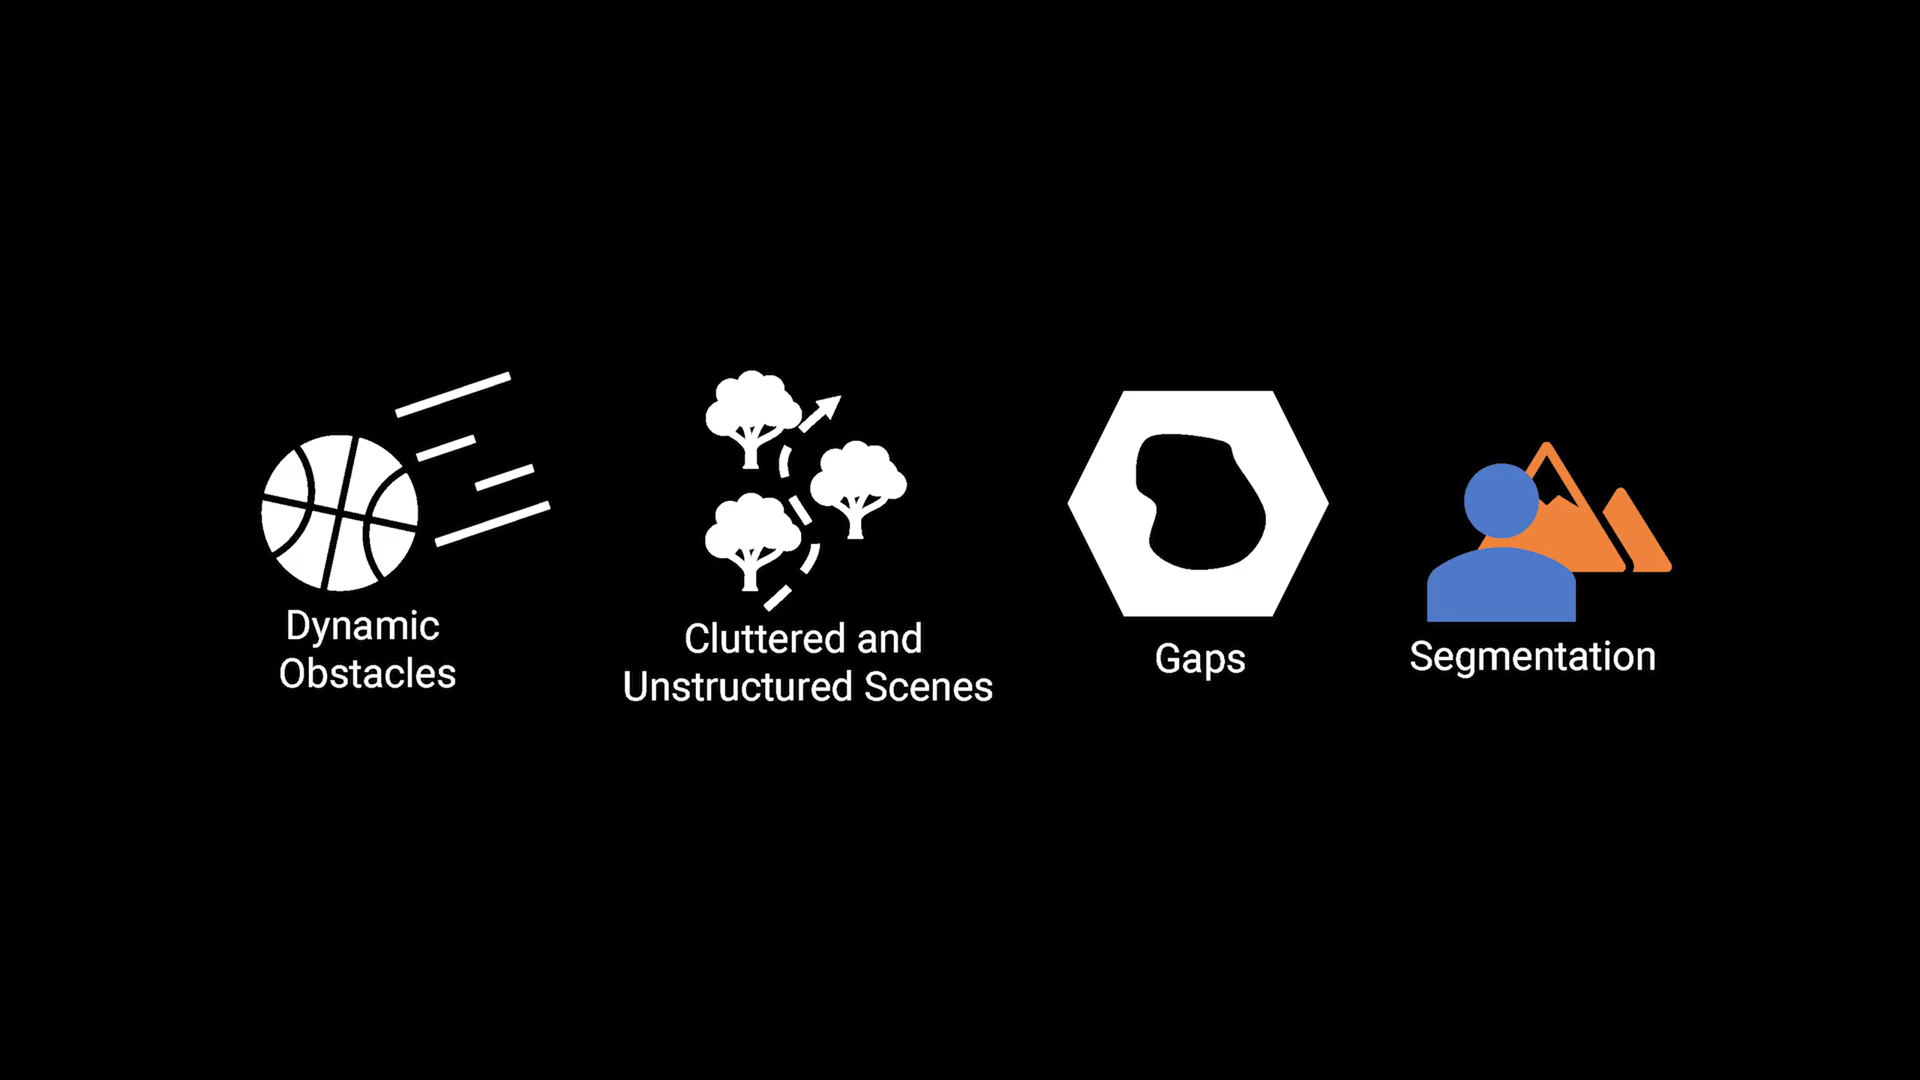 Dynamic
Obstacles
Cluttered and
Unstructured Scenes
Gaps
Segmentation